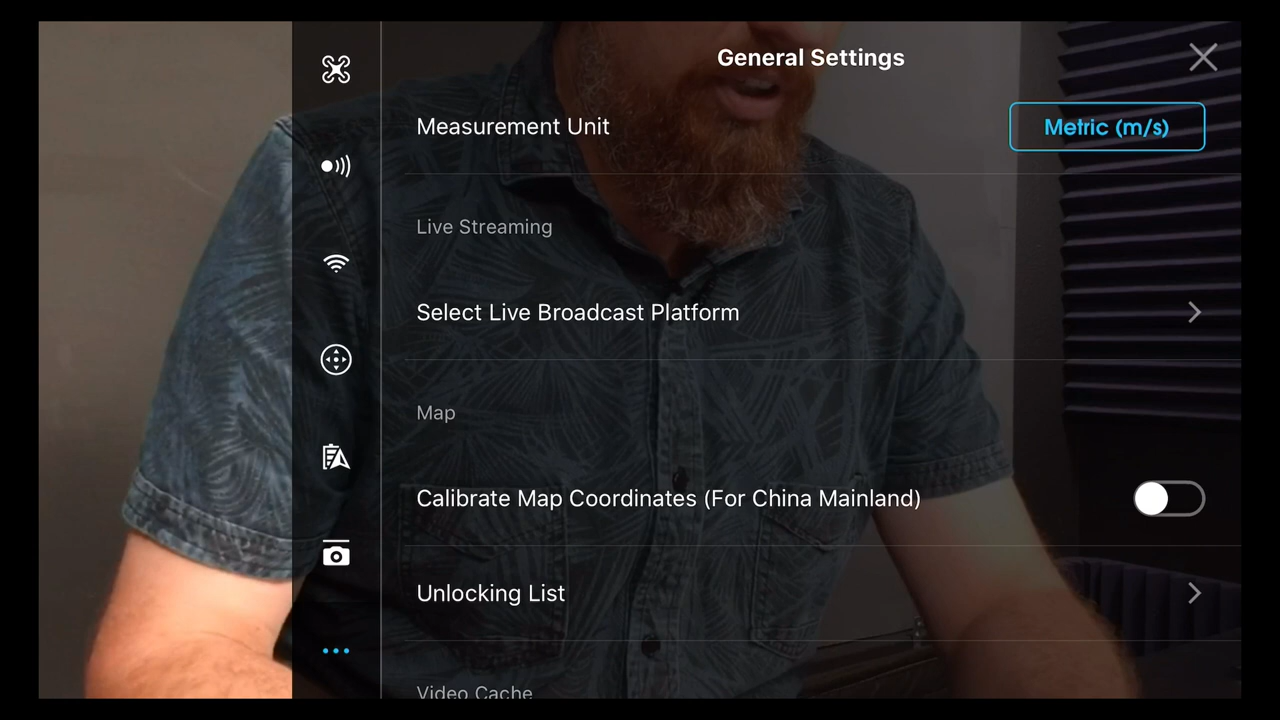 General Settings
Measurement Unit
Metric (m/s)
Live Streaming
Select Live Broadcast Platform
Map
Calibrate Map Coordinates (For China Mainland)
Unlocking List
Video Cache